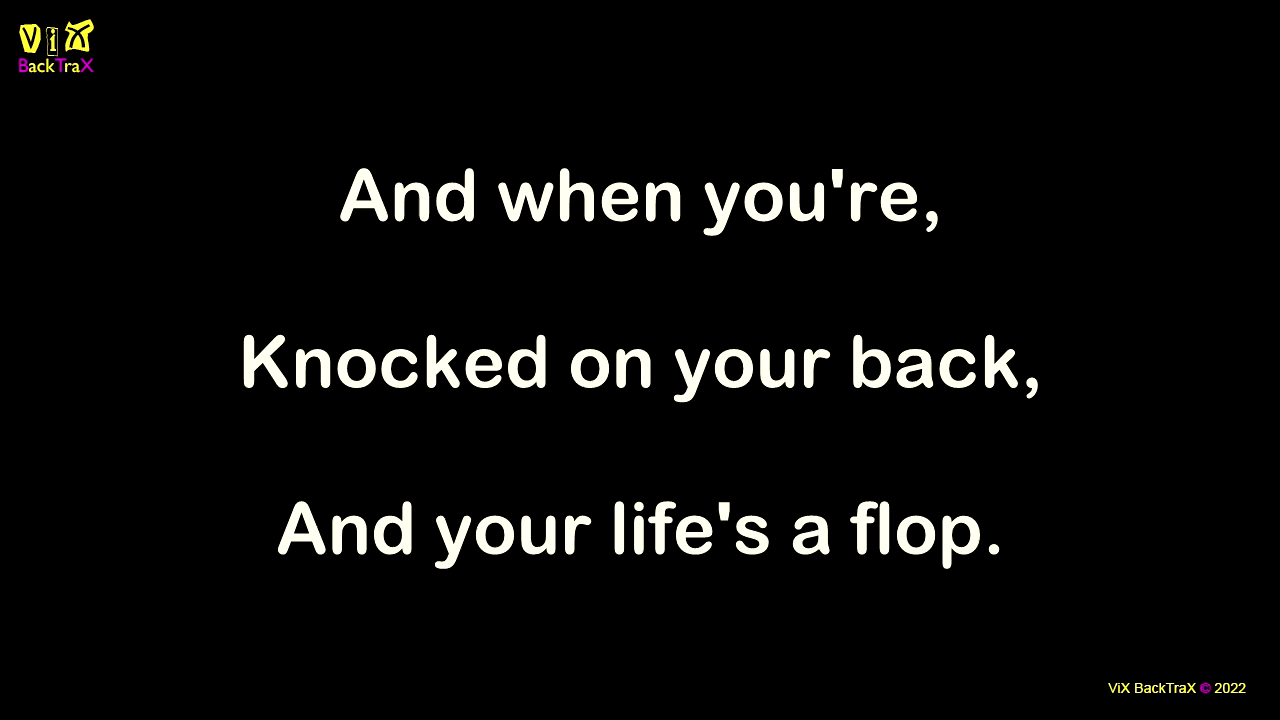 ViX
BackTraX
And when you're,
Knocked on your back,
And your life's a flop.
ViX BackTraX © 2022